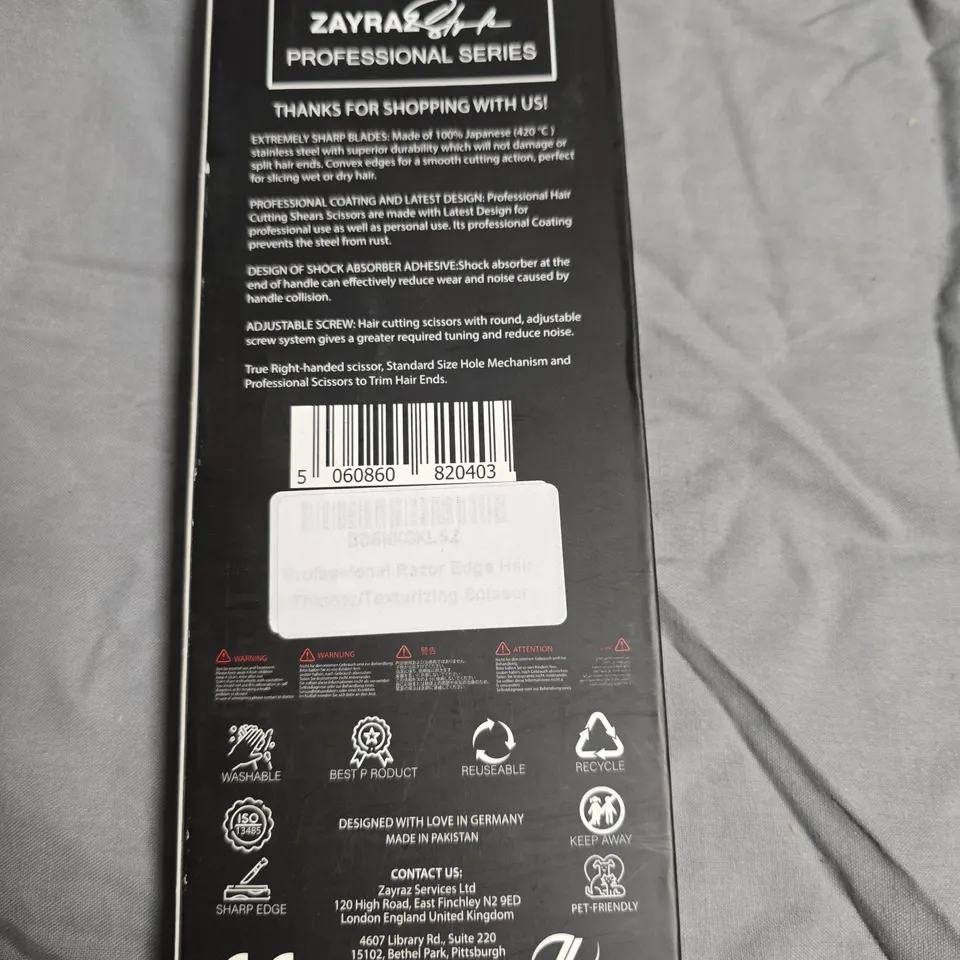 ZAYRAZ Style
PROFESSIONAL SERIES
THANKS FOR SHOPPING WITH US!
EXTREMELY SHARP BLADES: Made of 100% Japanese (420 °C )
stainless steel with superior durability which will not damage or
split hair ends. Convex edges for a smooth cutting action, perfect
for slicing wet or dry hair.
PROFESSIONAL COATING AND LATEST DESIGN: Professional Hair
Cutting Shears Scissors are made with Latest Design for
professional use as well as personal use. Its professional Coating
prevents the steel from rust.
DESIGN OF SHOCK ABSORBER ADHESIVE:Shock absorber at the
end of handle can effectively reduce wear and noise caused by
handle collision.
ADJUSTABLE SCREW: Hair cutting scissors with round, adjustable
screw system gives a greater required tuning and reduce noise.
True Right-handed scissor, Standard Size Hole Mechanism and
Professional Scissors to Trim Hair Ends.
5 060860 820403
Professional Razor Edge Hair
Thinner/Texturizing Scissor
WARNING
WARNUNG
警告
ATTENTION
WASHABLE
BEST P RODUCT
REUSEABLE
RECYCLE
ISO
13485
DESIGNED WITH LOVE IN GERMANY
MADE IN PAKISTAN
KEEP AWAY
SHARP EDGE
CONTACT US:
Zayraz Services Ltd
120 High Road, East Finchley N2 9ED
London England United Kingdom
PET-FRIENDLY
4607 Library Rd., Suite 220
15102, Bethel Park, Pittsburgh